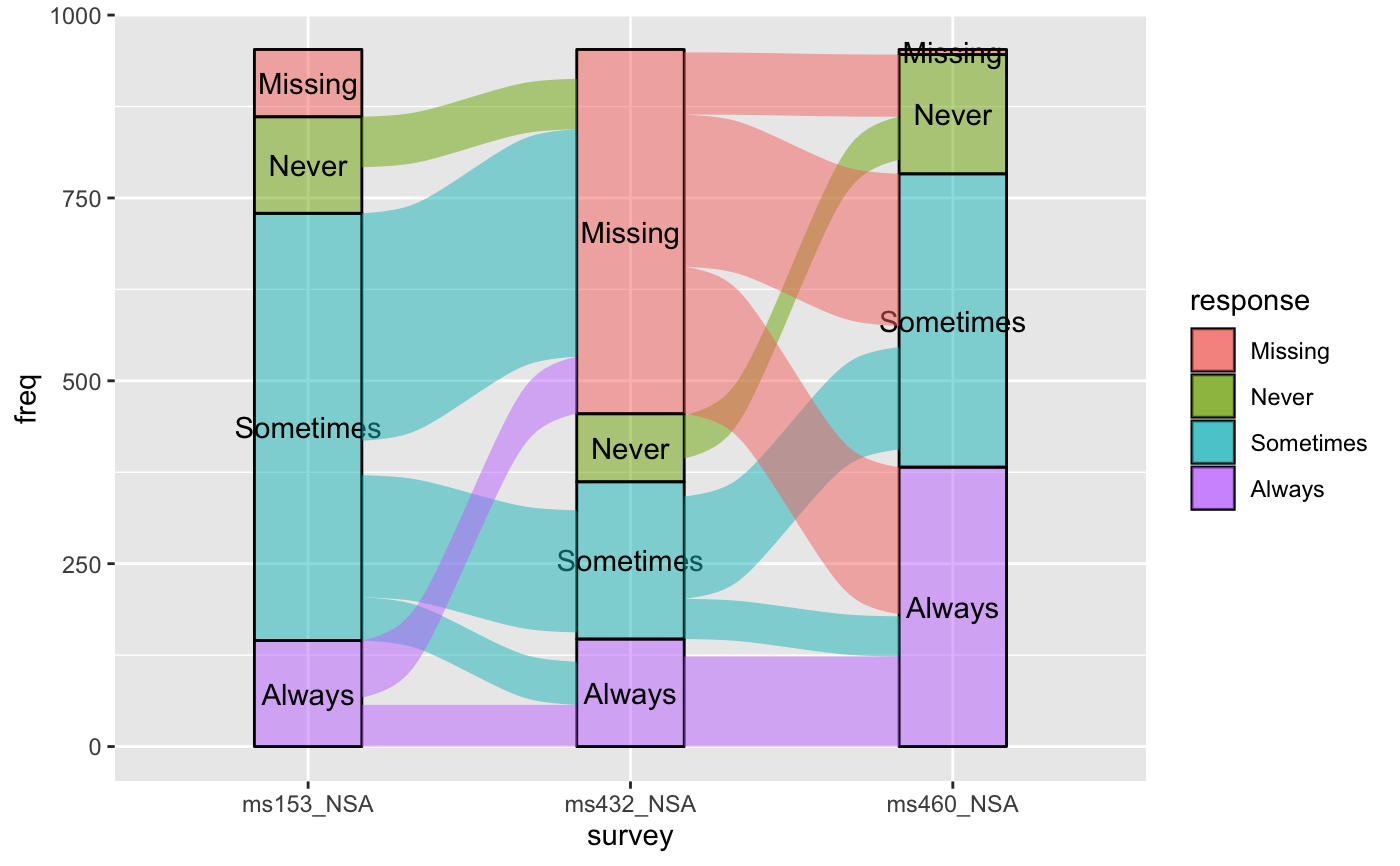 1000
750
500
250
0
freq
Missing
Never
Sometimes
Always
Missing
Never
Sometimes
Always
Missing
Never
Sometimes
Always
ms153_NSA
ms432_NSA
ms460_NSA
survey
response
Missing
Never
Sometimes
Always